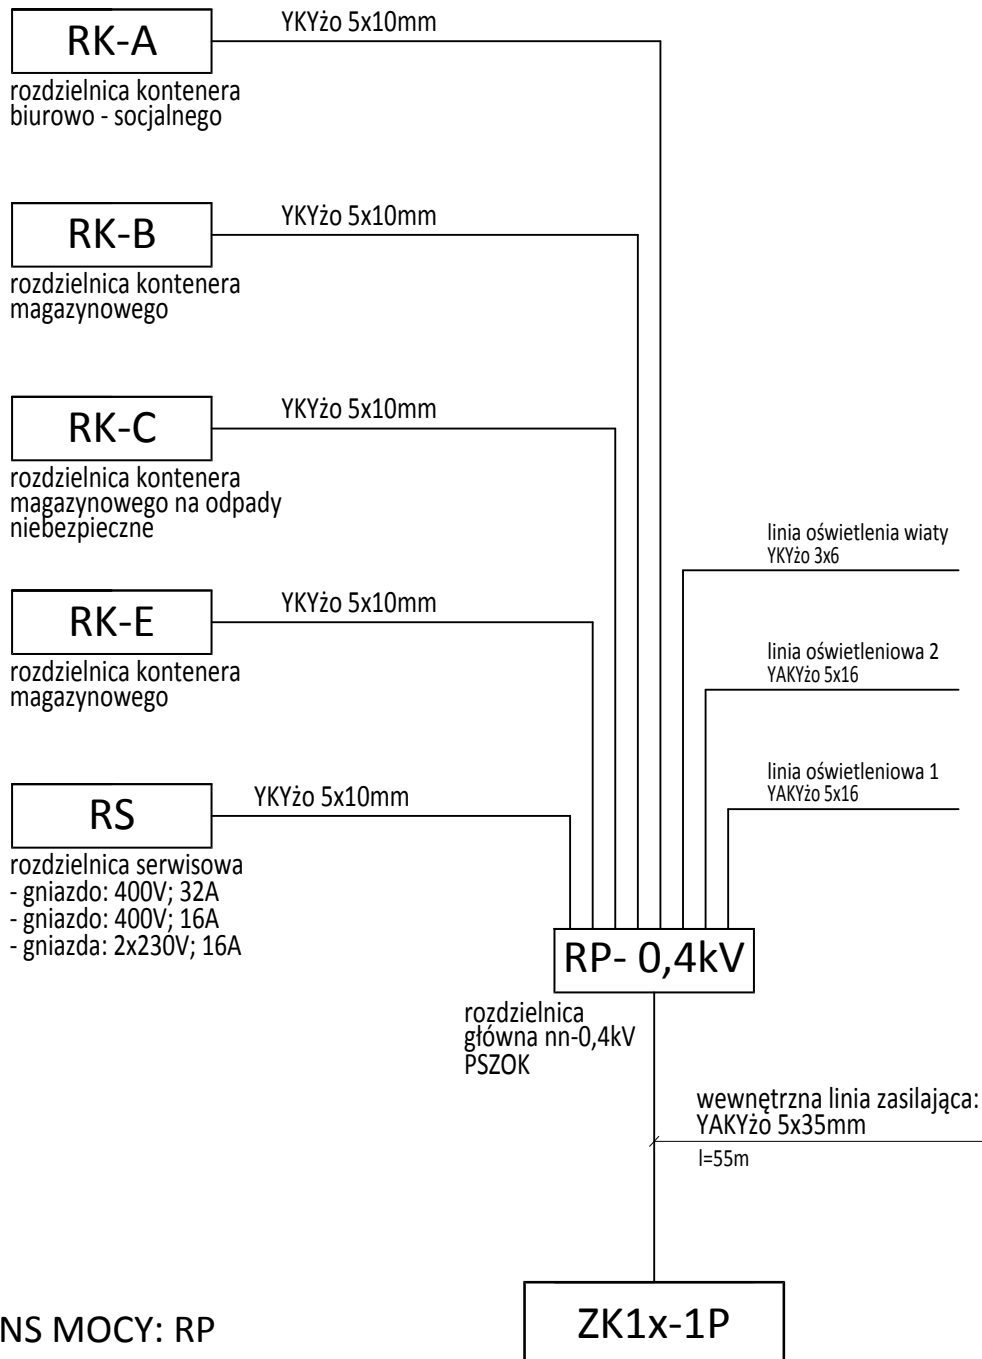 RK-A
YKYżo 5x10mm
rozdzielnica kontenera
biurowo - socjalnego
RK-B
YKYżo 5x10mm
rozdzielnica kontenera
magazynowego
RK-C
YKYżo 5x10mm
rozdzielnica kontenera
magazynowego na odpady
niebezpieczne
RK-E
YKYżo 5x10mm
rozdzielnica kontenera
magazynowego
RS
YKYżo 5x10mm
rozdzielnica serwisowa
- gniazdo: 400V; 32A
- gniazdo: 400V; 16A
- gniazda: 2x230V; 16A
linia oświetlenia wiaty
YKYżo 3x6
linia oświetleniowa 2
YAKYżo 5x16
linia oświetleniowa 1
YAKYżo 5x16
RP- 0,4kV
rozdzielnica
główna nn-0,4kV
PSZOK
wewnętrzna linia zasilająca:
YAKYżo 5x35mm
l=55m
ZK1x-1P
NS MOCY: RP